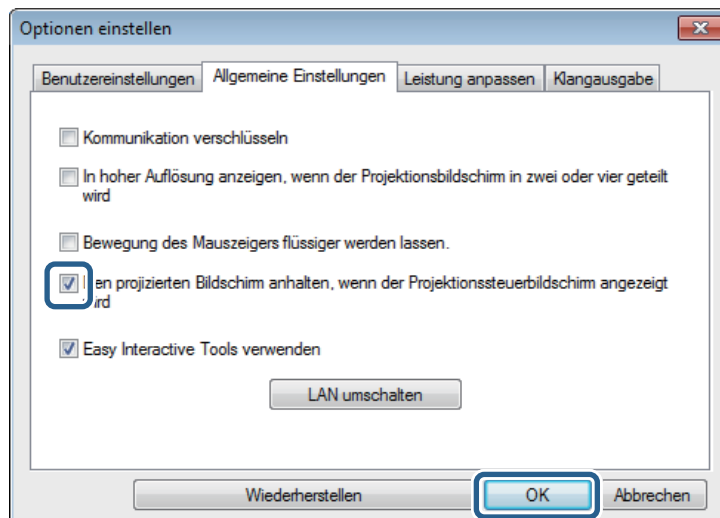 Optionen einstellen
Benutzereinstellungen Allgemeine Einstellungen Leistung anpassen Klangausgabe
Kommunikation verschlüsseln
In hoher Auflösung anzeigen, wenn der Projektionsbildschirm in zwei oder vier geteilt
wird
Bewegung des Mauszeigers flüssiger werden lassen.
en projizierten Bildschirm anhalten, wenn der Projektionssteuerbildschirm angezeigt
ird
Easy Interactive Tools verwenden
LAN umschalten
Wiederherstellen OK Abbrechen